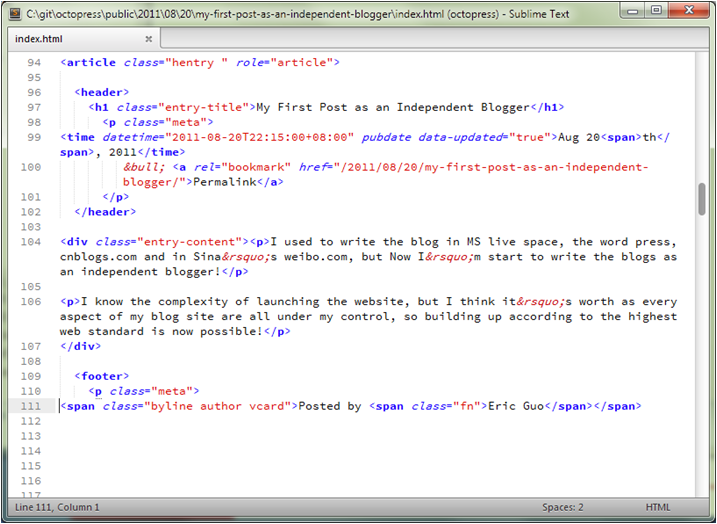 C:\git\octopress\public\2011\08\20\my-first-post-as-an-independent-blogger\index.html (octopress) - Sublime Text
index.html
94 <article class="hentry " role="article">
95
96 <header>
97 <h1 class="entry-title">My First Post as an Independent Blogger</h1>
98 <p class="meta">
99 <time datetime="2011-08-20T22:15:00+08:00" pubdate data-updated="true">Aug 20<span>th</
span>, 2011</time>
100 &bull; <a rel="bookmark" href="/2011/08/20/my-first-post-as-an-independent-
blogger/">Permalink</a>
101 </p>
102 </header>
103
104 <div class="entry-content"><p>I used to write the blog in MS live space, the word press,
cnblogs.com and in Sina&rsquo;s weibo.com, but Now I&rsquo;m start to write the blogs as
an independent blogger!</p>
105
106 <p>I know the complexity of launching the website, but I think it&rsquo;s worth as every
aspect of my blog site are all under my control, so building up according to the highest
web standard is now possible!</p>
107 </div>
108
109 <footer>
110 <p class="meta">
111 <span class="byline author vcard">Posted by <span class="fn">Eric Guo</span></span>
112
113
114
115
116
117
Line 111, Column 1
Spaces: 2
HTML